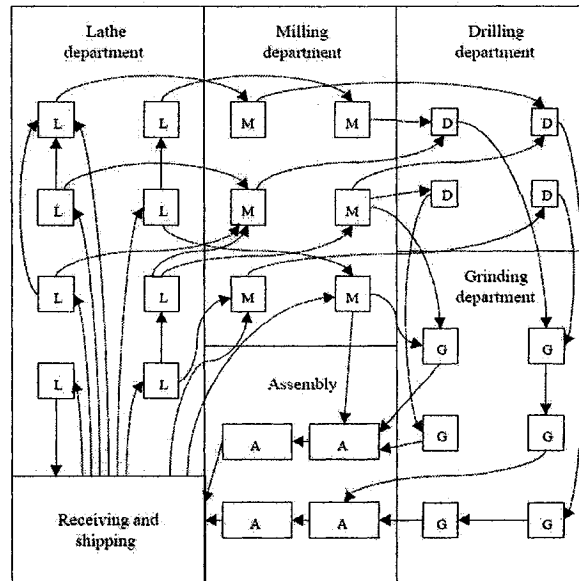 Lathe
department
Milling
department
Drilling
department
L L M M D D
L L M M D D
L L M M
Grinding
department
G G
L L
Assembly
A A G G
Receiving and
shipping
A A G G